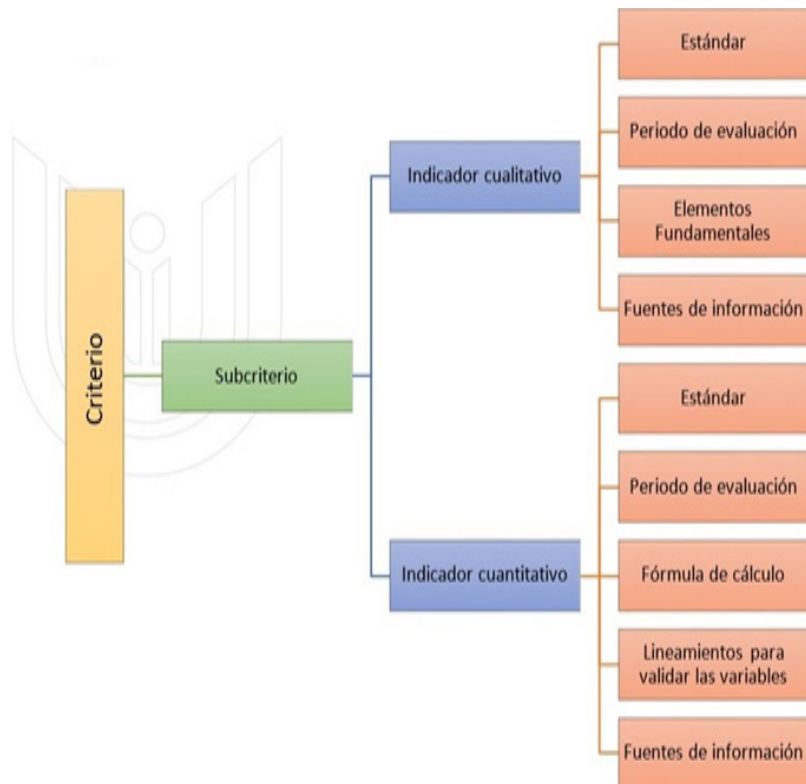 Criterio
Subcriterio
Indicador cualitativo
Estándar
Periodo de evaluación
Elementos
Fundamentales
Fuentes de información
Indicador cuantitativo
Estándar
Periodo de evaluación
Fórmula de cálculo
Lineamientos para
validar las variables
Fuentes de información